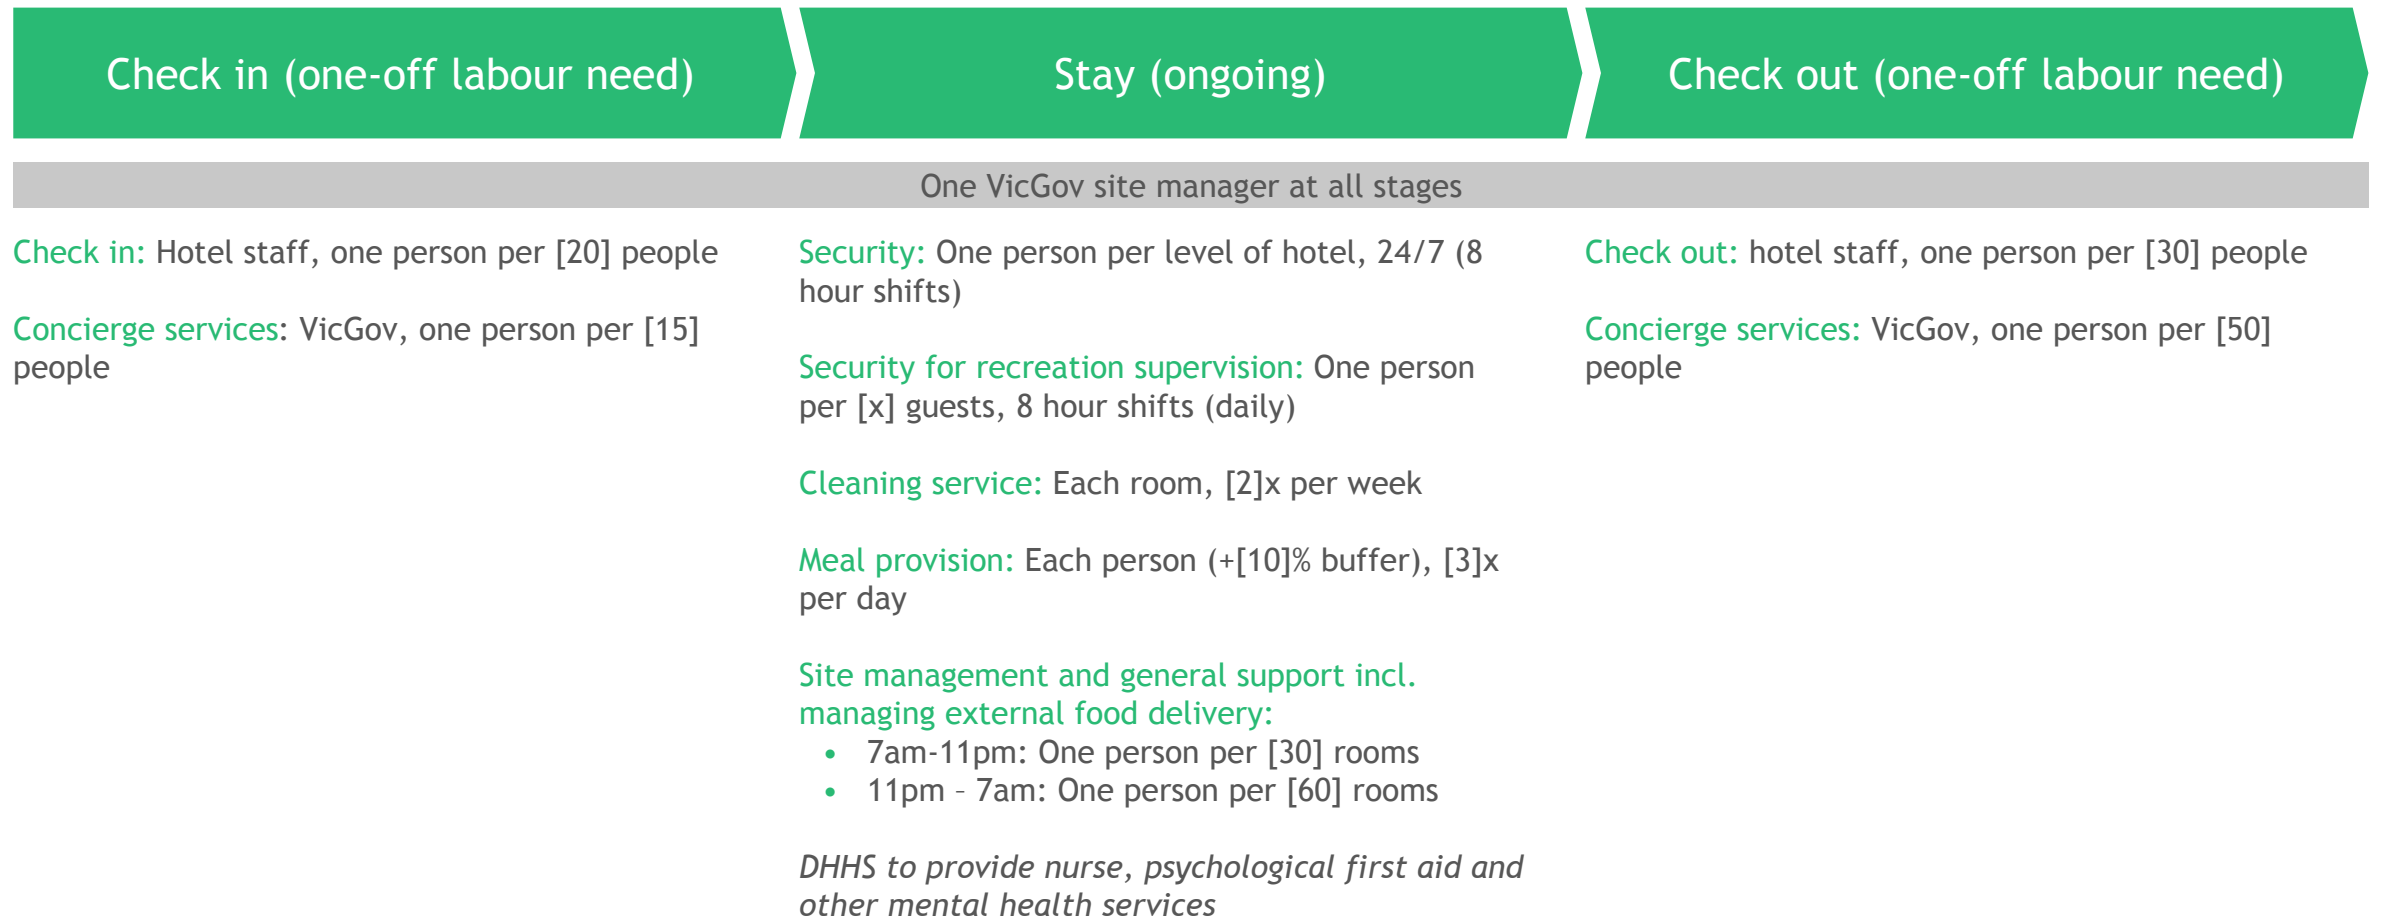 Check in (one-off labour need)
Stay (ongoing)
Check out (one-off labour need)
One VicGov site manager at all stages
Check in: Hotel staff, one person per [20] people
Concierge services: VicGov, one person per [15]
people
Security: One person per level of hotel, 24/7 (8
hour shifts)
Security for recreation supervision: One person
per [x] guests, 8 hour shifts (daily)
Cleaning service: Each room, [2]x per week
Meal provision: Each person (+[10]% buffer), [3]x
per day
Site management and general support incl.
managing external food delivery:
• 7am-11pm: One person per [30] rooms
• 11pm – 7am: One person per [60] rooms
DHHS to provide nurse, psychological first aid and
other mental health services
Check out: hotel staff, one person per [30] people
Concierge services: VicGov, one person per [50]
people